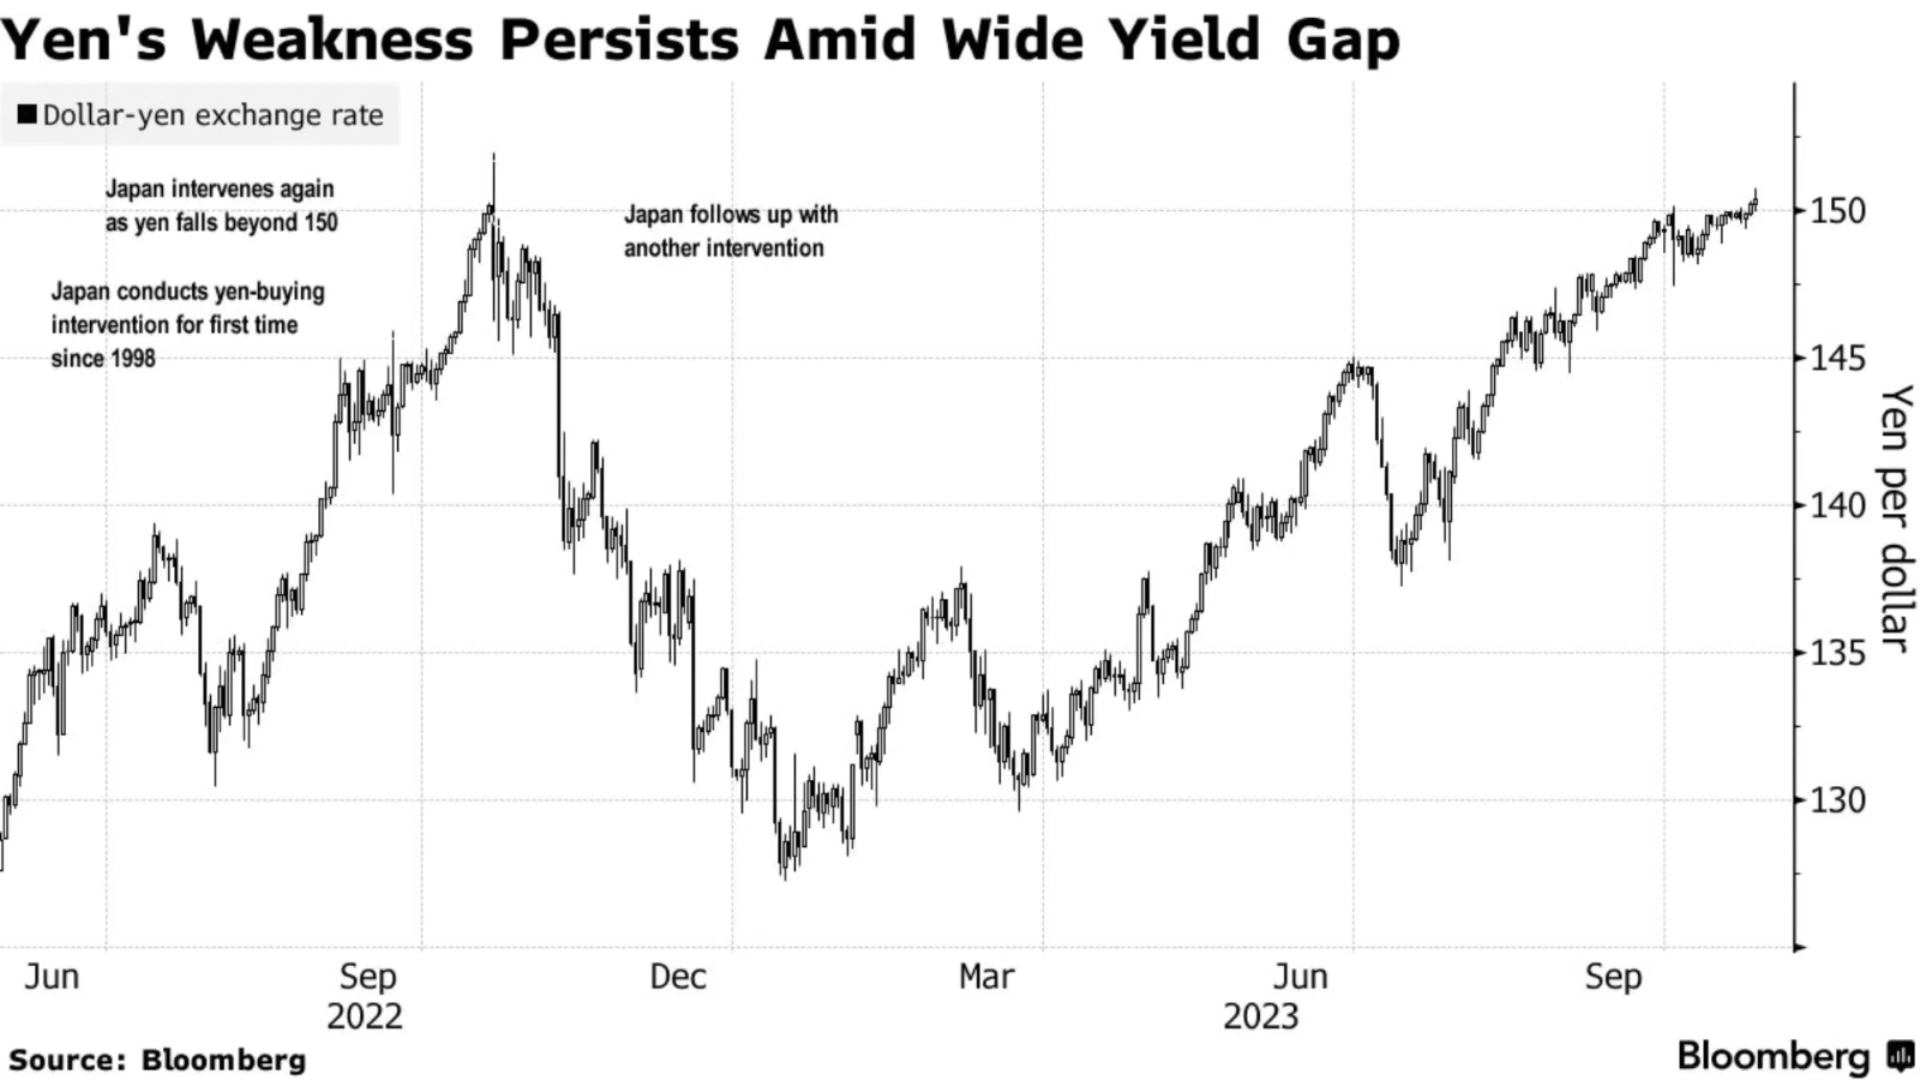 Yen's Weakness Persists Amid Wide Yield Gap
Dollar-yen exchange rate
Japan intervenes again
as yen falls beyond 150
Japan follows up with
another intervention
Japan conducts yen-buying
intervention for first time
since 1998
150
145
140
135
130
Yen per dollar
Jun
Sep
Dec
Mar
Jun
Sep
2022
2023
Source: Bloomberg
Bloomberg